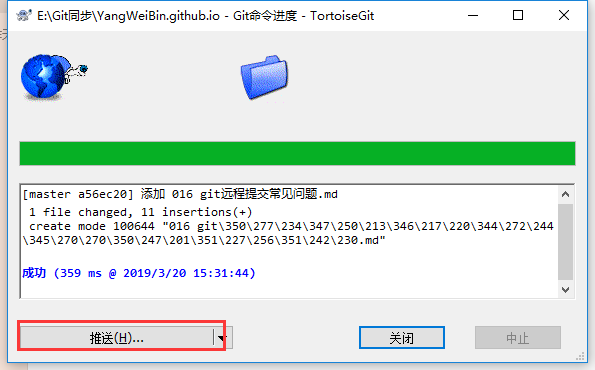 E:\Git同步\YangWeiBin.github.io - Git命令进度 - TortoiseGit
[master a56ec20] 添加 016 git远程提交常见问题.md
1 file changed, 11 insertions(+)
create mode 100644 "016 git\350\277\234\347\250\213\346\217\220\344\272\244
\345\270\270\350\247\201\351\227\256\351\242\230.md"
成功 (359 ms @ 2019/3/20 15:31:44)
推送(H)...
关闭
中止